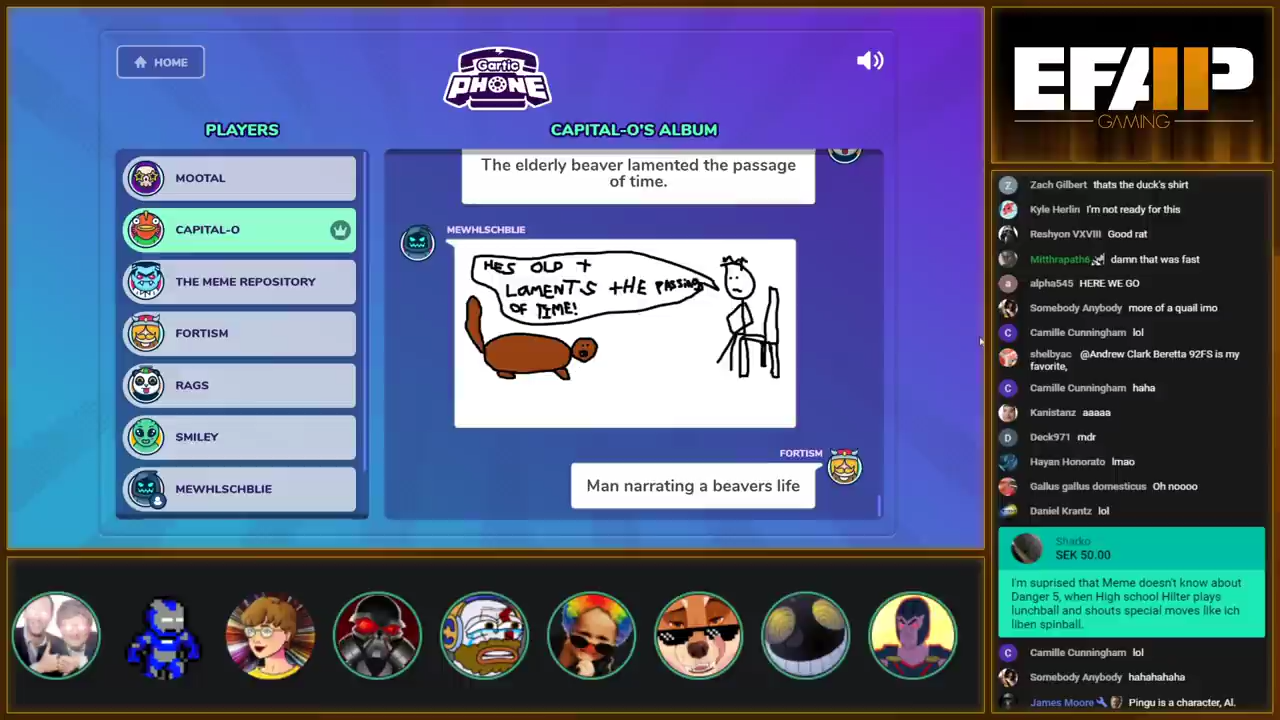 HOME
Gartic
PHONE
PLAYERS
MOOTAL
CAPITAL-O
THE MEME REPOSITORY
FORTISM
RAGS
SMILEY
MEWHLSCHBLIE
CAPITAL-O'S ALBUM
The elderly beaver lamented the passage
of time.
MEWHLSCHBLIE
HES OLD +
LAMENTS THE PASSING
OF TIME!
FORTISM
Man narrating a beavers life
EFAP
GAMING
Zach Gilbert thats the duck's shirt
Kyle Herlin I'm not ready for this
Reshyon VXVIII Good rat
Mitthrapath6 damn that was fast
alpha545 HERE WE GO
Somebody Anybody more of a quail imo
Camille Cunningham lol
shelbyac @Andrew Clark Beretta 92FS is my
favorite,
Camille Cunningham haha
Kanistanz aaaaa
Deck971 mdr
Hayan Honorato lmao
Gallus gallus domesticus Oh noooo
Daniel Krantz lol
Sharko
SEK 50.00
I'm suprised that Meme doesn't know about
Danger 5, when High school Hilter plays
lunchball and shouts special moves like ich
liben spinball.
Camille Cunningham lol
Somebody Anybody hahahahaha
James Moore Pingu is a character, Al.